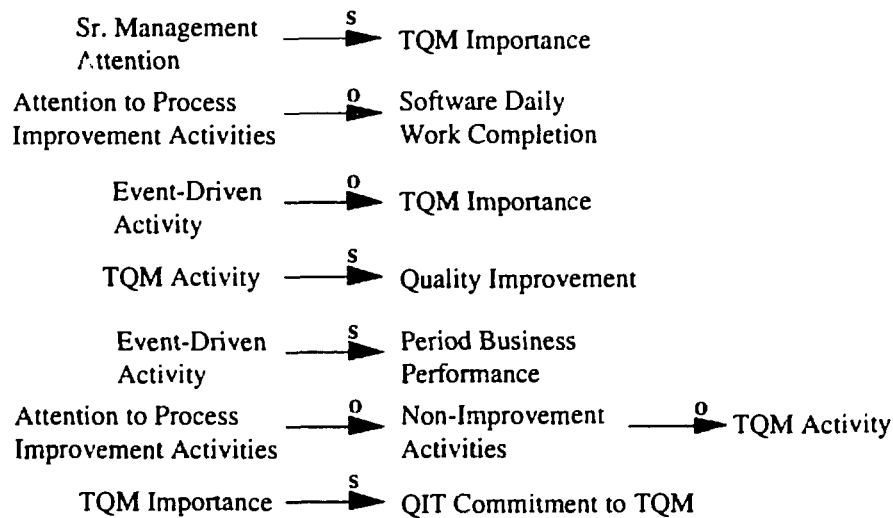 Sr. Management s TQM Importance
Attention
Attention to Process o Software Daily
Improvement Activities Work Completion
Event-Driven o TQM Importance
Activity
TQM Activity s Quality Improvement
Event-Driven s Period Business
Activity Performance
Attention to Process o Non-Improvement o TQM Activity
Improvement Activities Activities
TQM Importance s QIT Commitment to TQM